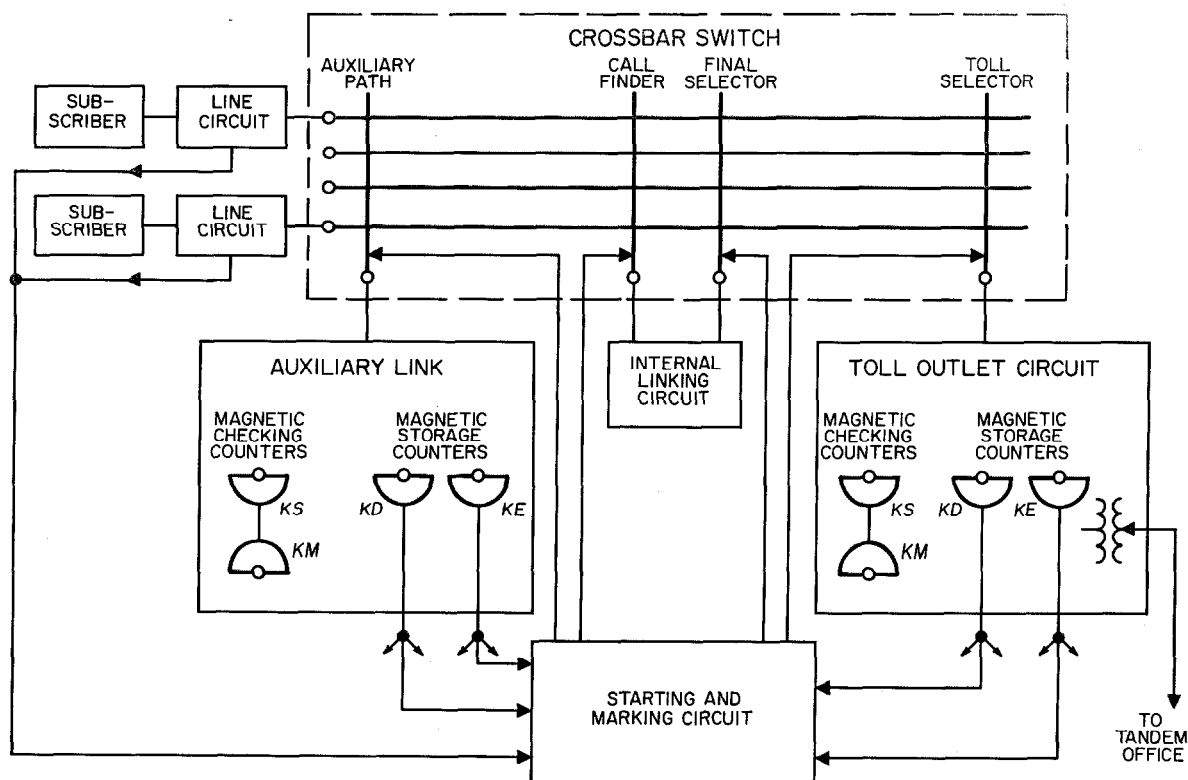 CROSSBAR SWITCH
AUXILIARY
PATH
CALL
FINDER
FINAL
SELECTOR
TOLL
SELECTOR
SUB-
SCRIBER
LINE
CIRCUIT
SUB-
SCRIBER
LINE
CIRCUIT
AUXILIARY LINK
MAGNETIC
CHECKING
COUNTERS
MAGNETIC
STORAGE
COUNTERS
KS
KM
KD
KE
INTERNAL
LINKING
CIRCUIT
TOLL OUTLET CIRCUIT
MAGNETIC
CHECKING
COUNTERS
MAGNETIC
STORAGE
COUNTERS
KS
KM
KD
KE
STARTING AND
MARKING CIRCUIT
TO
TANDEM
OFFICE